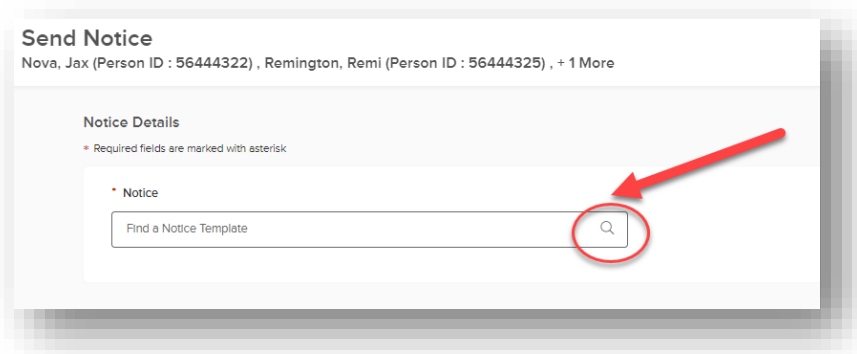 Send Notice
Nova, Jax (Person ID : 56444322) , Remington, Remi (Person ID : 56444325) , + 1 More
Notice Details
* Required fields are marked with asterisk
* Notice
Find a Notice Template